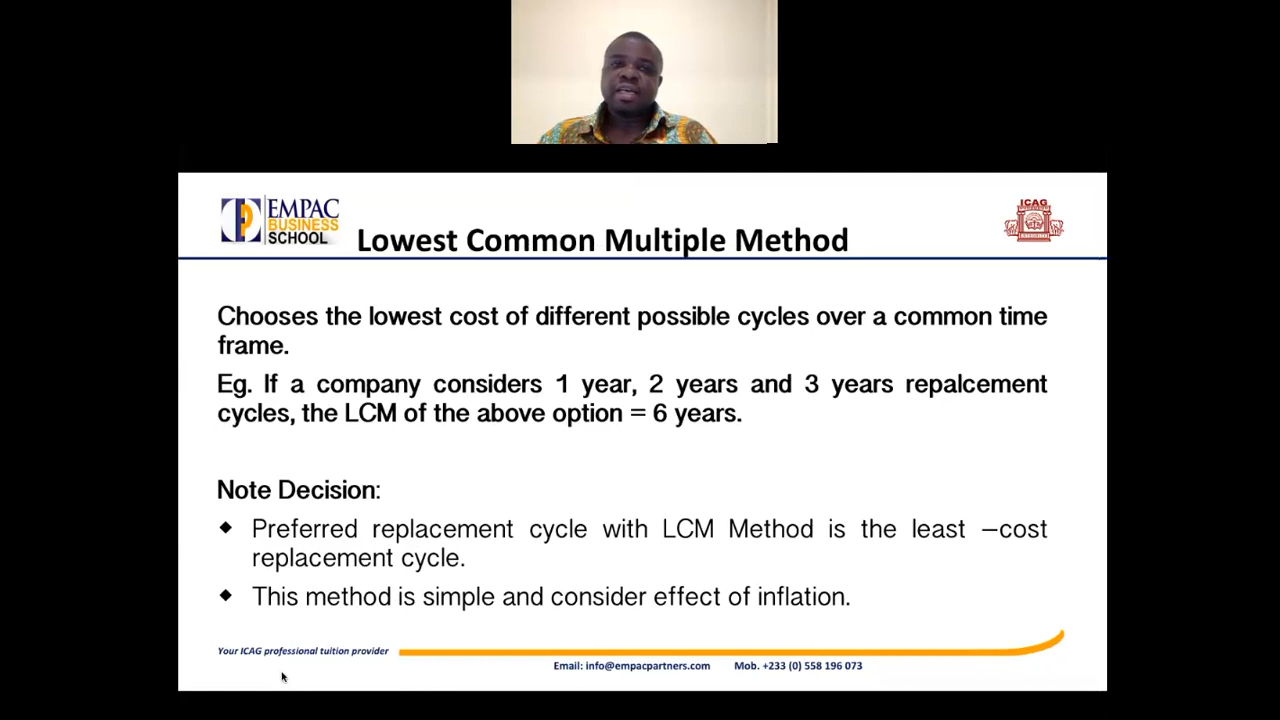 EMPAC
BUSINESS
SCHOOL
Lowest Common Multiple Method
ICAG
Chooses the lowest cost of different possible cycles over a common time
frame.
Eg. If a company considers 1 year, 2 years and 3 years repalcement
cycles, the LCM of the above option = 6 years.
Note Decision:
Preferred replacement cycle with LCM Method is the least –cost
replacement cycle.
This method is simple and consider effect of inflation.
Your ICAG professional tuition provider
Email: info@empacpartners.com Mob. +233 (0) 558 196 073